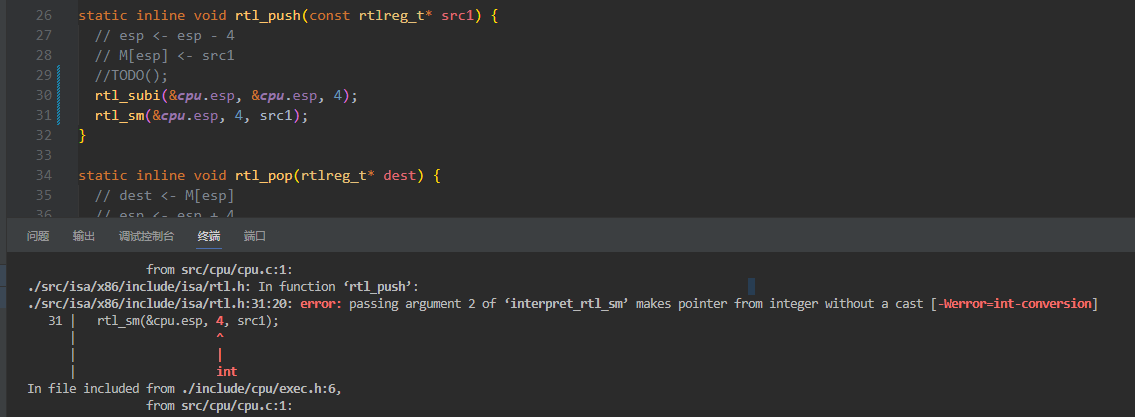 26 static inline void rtl_push(const rtlreg_t* src1) {
27 // esp <- esp - 4
28 // M[esp] <- src1
29 //TODO();
30 rtl_subi(&cpu.esp, &cpu.esp, 4);
31 rtl_sm(&cpu.esp, 4, src1);
32 }
33
34 static inline void rtl_pop(rtlreg_t* dest) {
35 // dest <- M[esp]
36 // esp <- esp + 4
问题 输出 调试控制台 终端 端口
from src/cpu/cpu.c:1:
./src/isa/x86/include/isa/rtl.h: In function ‘rtl_push’:
./src/isa/x86/include/isa/rtl.h:31:20: error: passing argument 2 of ‘interpret_rtl_sm’ makes pointer from integer without a cast [-Werror=int-conversion]
31 | rtl_sm(&cpu.esp, 4, src1);
| ^
| |
| int
In file included from ./include/cpu/exec.h:6,
from src/cpu/cpu.c:1: